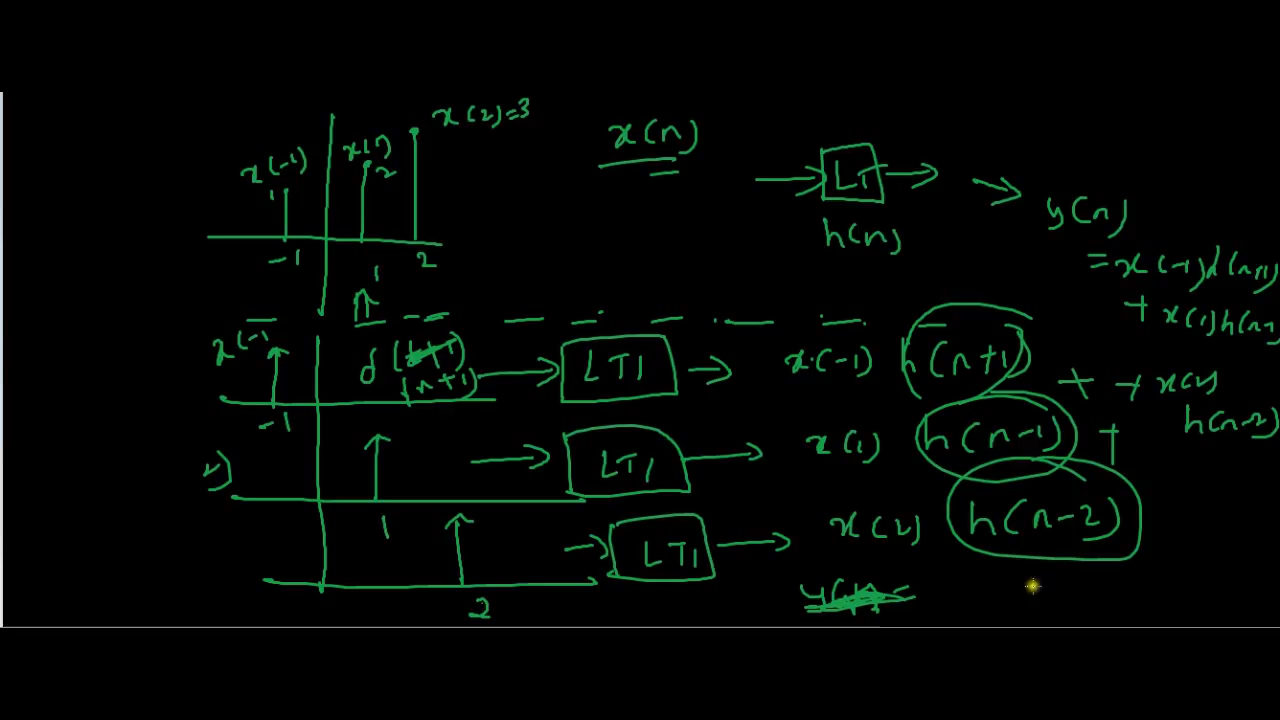 x(2)=3
x(-1)
1
x(1)
2
x(n)
-1
1
2
LTI
h(n)
y(n)
=x(-1)h(n+1)
+ x(1)h(n-1
+ x(2)
h(n-2)
x(-1
-1
δ(n+1)
LTI
x(-1) h(n+1) +
1
LTI
x(1) h(n-1) +
2
LTI
x(2) h(n-2)